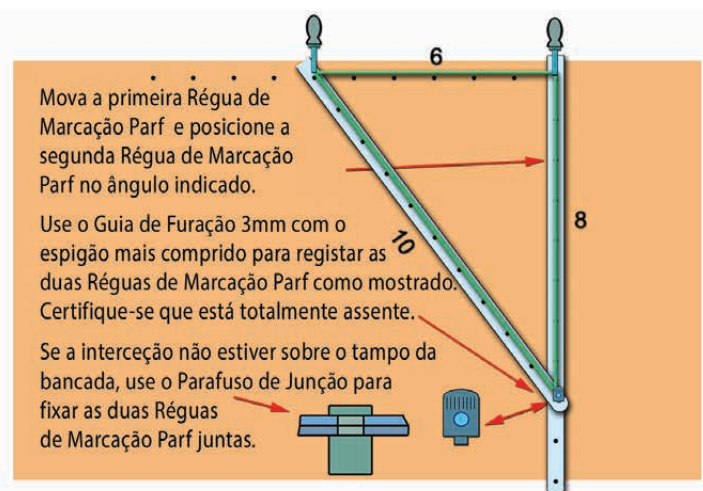 6
Mova a primeira Régua de
Marcação Parf e posicione a
segunda Régua de Marcação
Parf no ângulo indicado.
8
Use o Guia de Furação 3mm com o
espigão mais comprido para registar as
duas Réguas de Marcação Parf como mostrado.
Certifique-se que está totalmente assente.
10
Se a interceção não estiver sobre o tampo da
bancada, use o Parafuso de Junção para
fixar as duas Réguas
de Marcação Parf juntas.